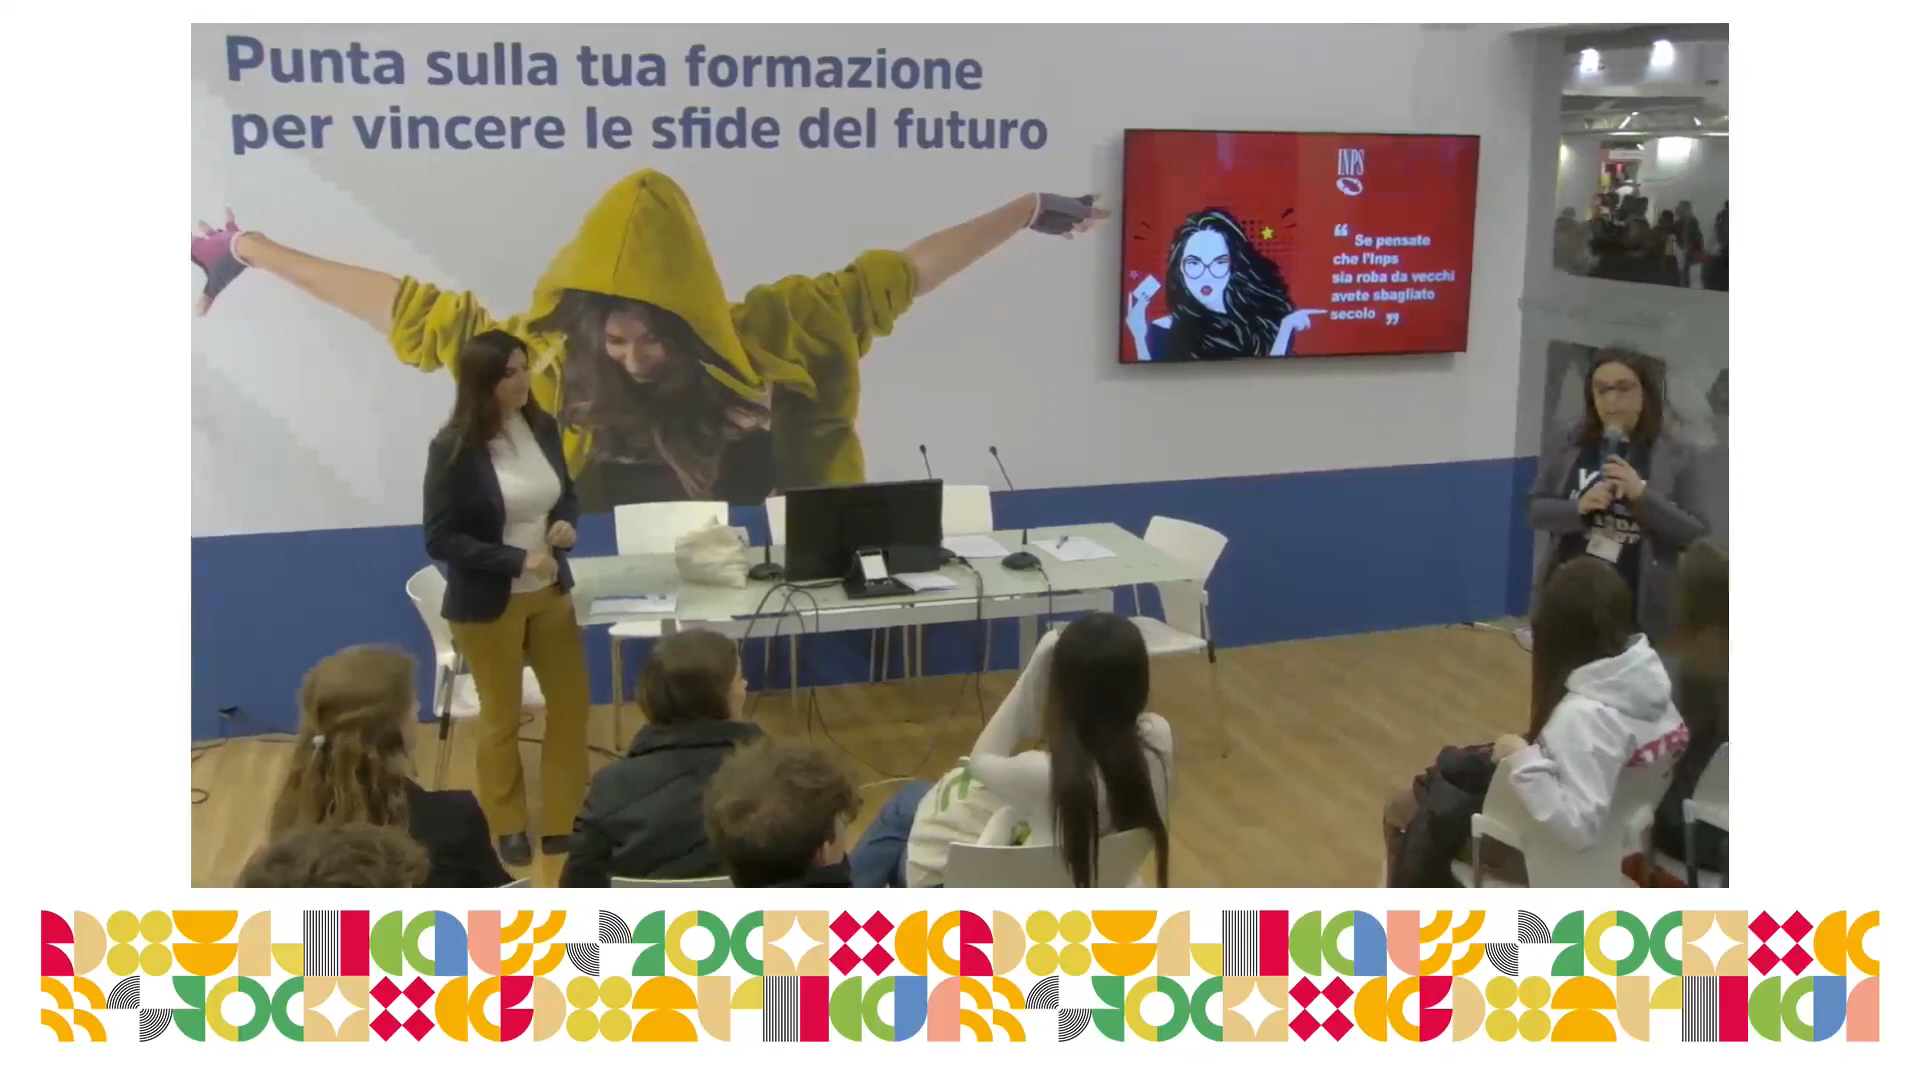 Punta sulla tua formazione
per vincere le sfide del futuro
INPS
“ Se pensate
che l'Inps
sia roba da vecchi
avete sbagliato
secolo ”